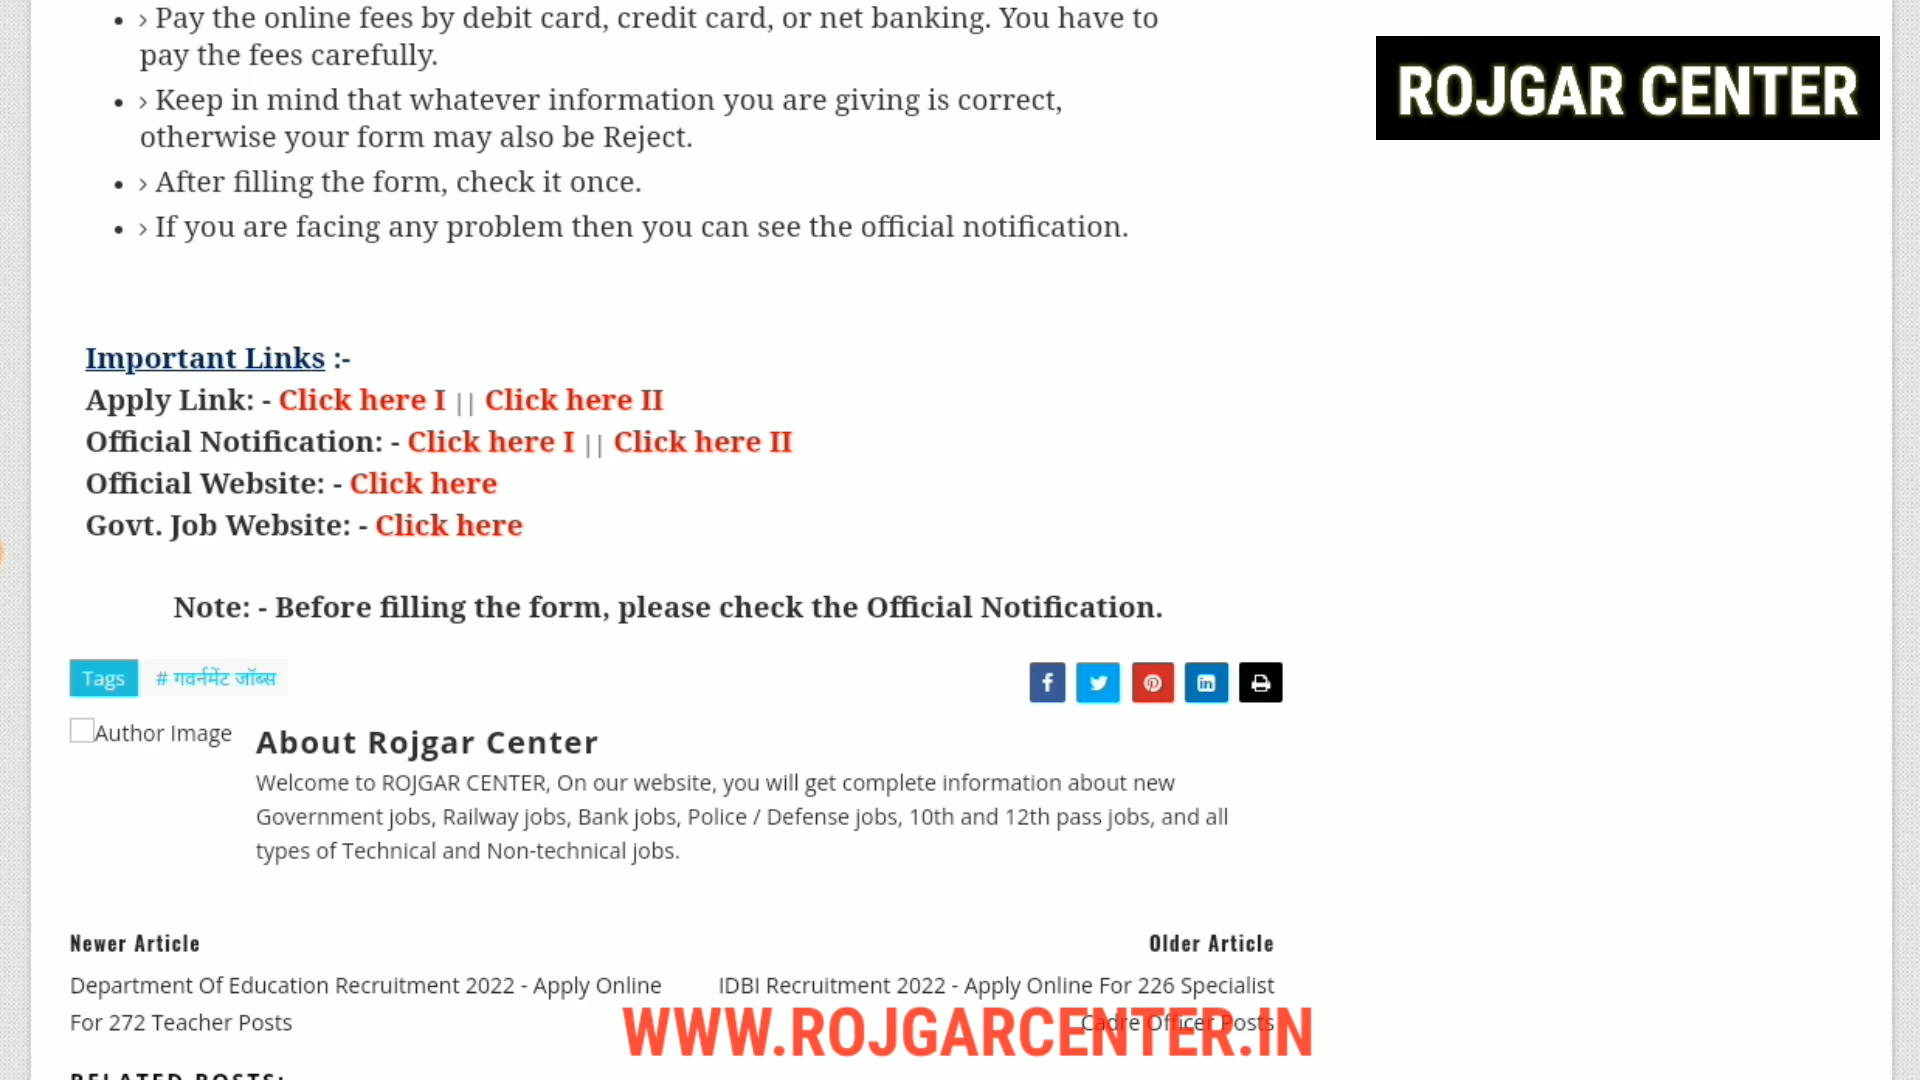 • › Pay the online fees by debit card, credit card, or net banking. You have to
pay the fees carefully.
• › Keep in mind that whatever information you are giving is correct,
otherwise your form may also be Reject.
• › After filling the form, check it once.
• › If you are facing any problem then you can see the official notification.
ROJGAR CENTER
Important Links :-
Apply Link: - Click here I || Click here II
Official Notification: - Click here I || Click here II
Official Website: - Click here
Govt. Job Website: - Click here
Note: - Before filling the form, please check the Official Notification.
Tags # गवर्नमेंट जॉब्स
Author Image
About Rojgar Center
Welcome to ROJGAR CENTER, On our website, you will get complete information about new
Government jobs, Railway jobs, Bank jobs, Police / Defense jobs, 10th and 12th pass jobs, and all
types of Technical and Non-technical jobs.
Newer Article
Department Of Education Recruitment 2022 - Apply Online
For 272 Teacher Posts
Older Article
IDBI Recruitment 2022 - Apply Online For 226 Specialist
Cadre Officer Posts
WWW.ROJGARCENTER.IN
RELATED POSTS: